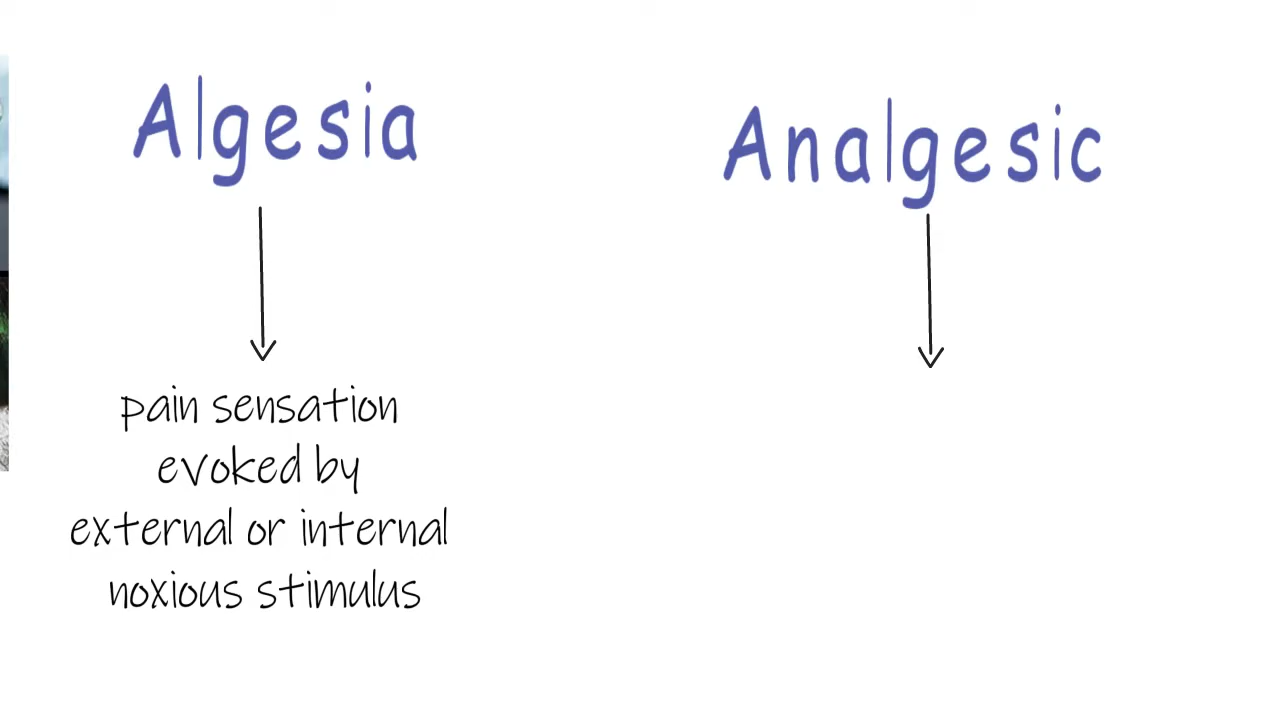 Algesia
pain sensation
evoked by
external or internal
noxious stimulus
Analgesic